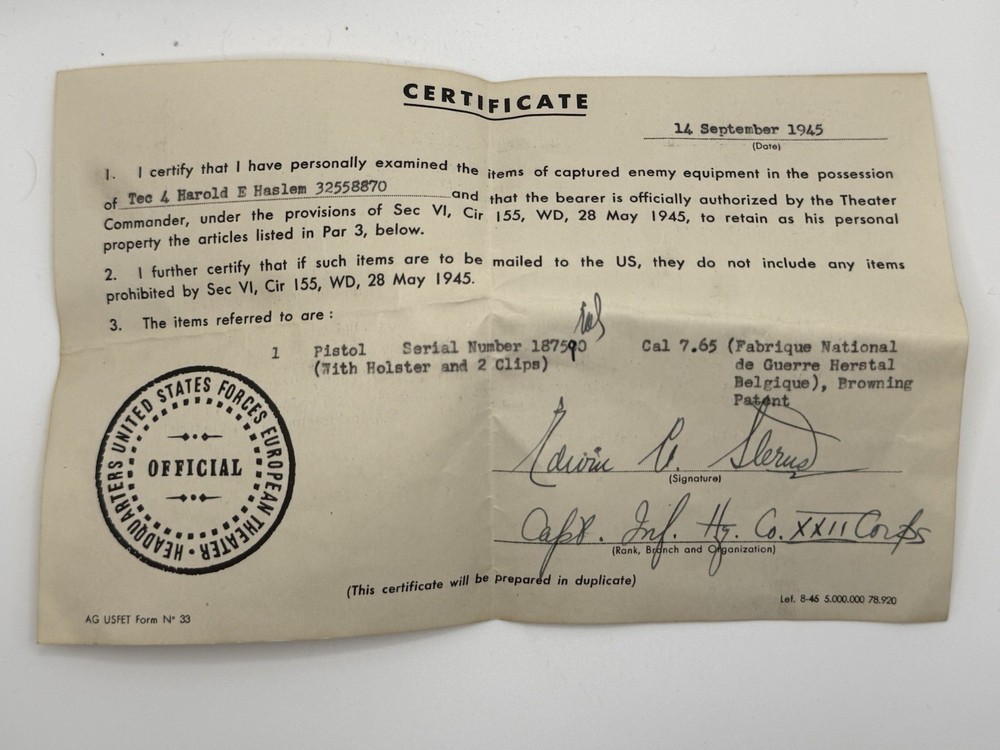 CERTIFICATE
14 September 1945
(Date)
1. I certify that I have personally examined the items of captured enemy equipment in the possession
of Tec 4 Harold E Haslem 32558870 and that the bearer is officially authorized by the Theater
Commander, under the provisions of Sec VI, Cir 155, WD, 28 May 1945, to retain as his personal
property the articles listed in Par 3, below.
2. I further certify that if such items are to be mailed to the US, they do not include any items
prohibited by Sec VI, Cir 155, WD, 28 May 1945.
3. The items referred to are :
1 Pistol Serial Number 187590 Cal 7.65 (Fabrique National
(With Holster and 2 Clips) de Guerre Herstal
Belgique), Browning
Patent
HEADQUARTERS UNITED STATES FORCES EUROPEAN THEATER
OFFICIAL
Edwin
(Signature)
Capt. Inf. Hq. Co. XXII Corps
(Rank, Branch and Organization)
(This certificate will be prepared in duplicate)
AG USFET Form N° 33
Lef. 8-45 5.000.000 78.920